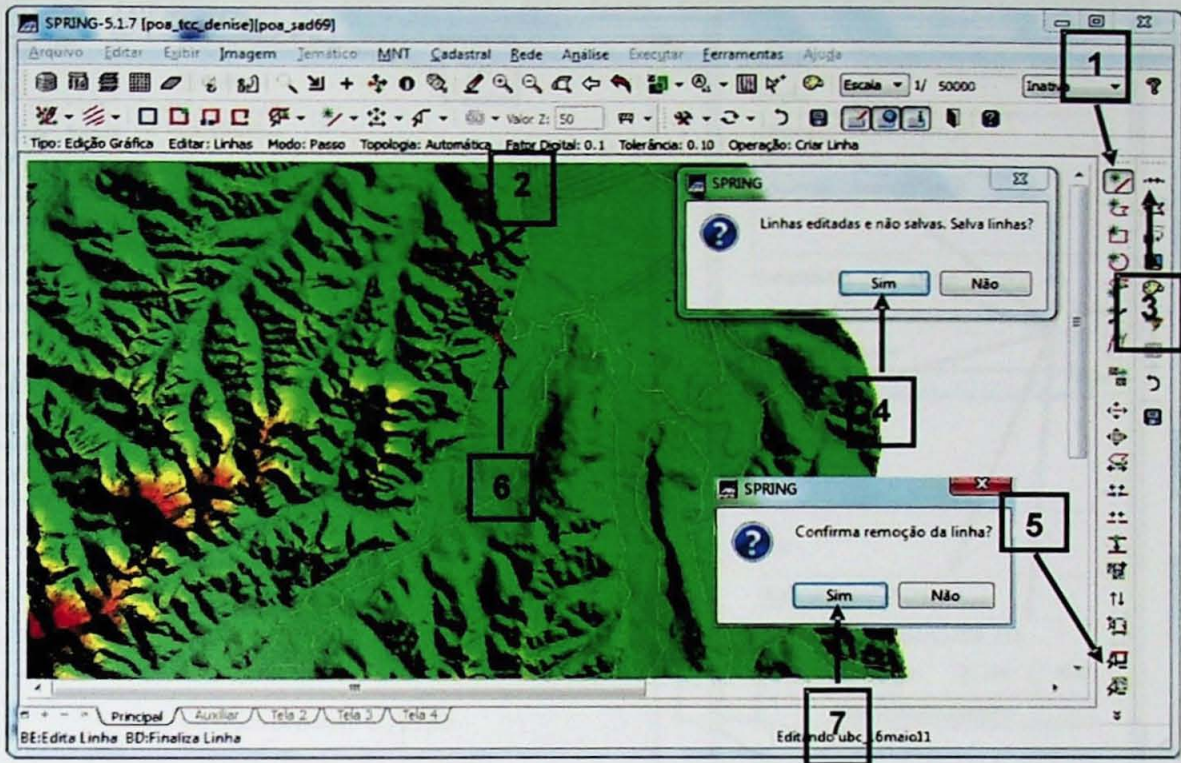 SPRING-5.1.7 [poa_tcc_denise][poa_sad69]
Arquivo Editar Exibir Imagem Temático MNT Cadastral Rede Análise Executar Ferramentas Ajuda
1
Escala 1/ 50000 Inativo
Valor Z: 50
Tipo: Edição Gráfica Editar: Linhas Modo: Passo Topologia: Automática Fator Digital: 0.1 Tolerância: 0.10 Operação: Criar Linha
2
SPRING
Linhas editadas e não salvas. Salva linhas?
Sim Não
3
4
6
SPRING
Confirma remoção da linha?
5
Sim Não
7
Principal Auxiliar Tela 2 Tela 3 Tela 4
BE:Edita Linha BD:Finaliza Linha